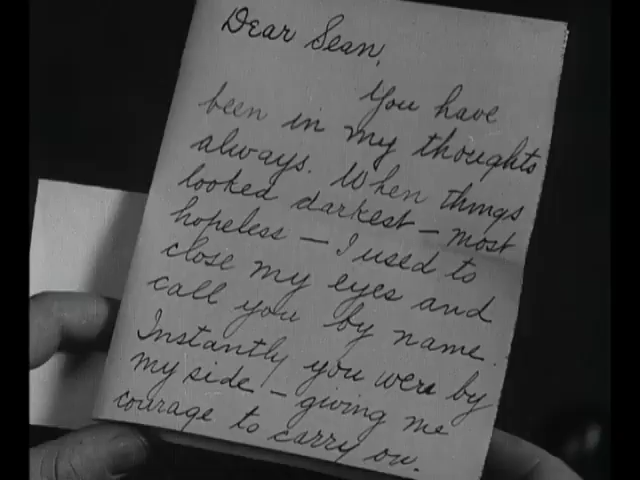 Dear Sean,
You have
been in my thoughts
always. When things
looked darkest – most
hopeless – I used to
close my eyes and
call you by name.
Instantly you were by
my side – giving me
courage to carry on.